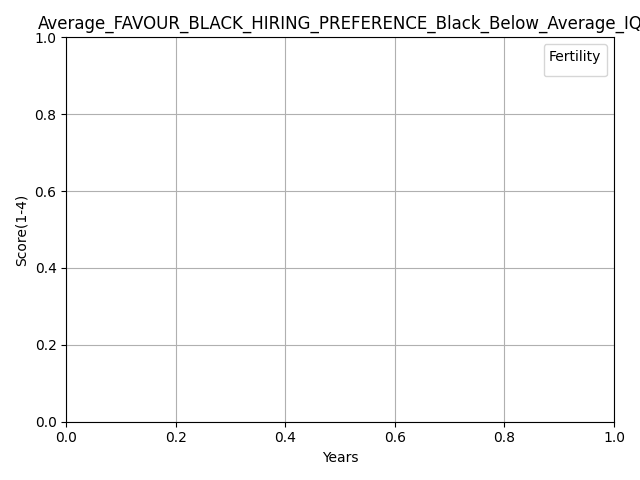 Average_FAVOUR_BLACK_HIRING_PREFERENCE_Black_Below_Average_IQ
Fertility
Score(1-4)
1.0
0.8
0.6
0.4
0.2
0.0
0.0 0.2 0.4 0.6 0.8 1.0
Years